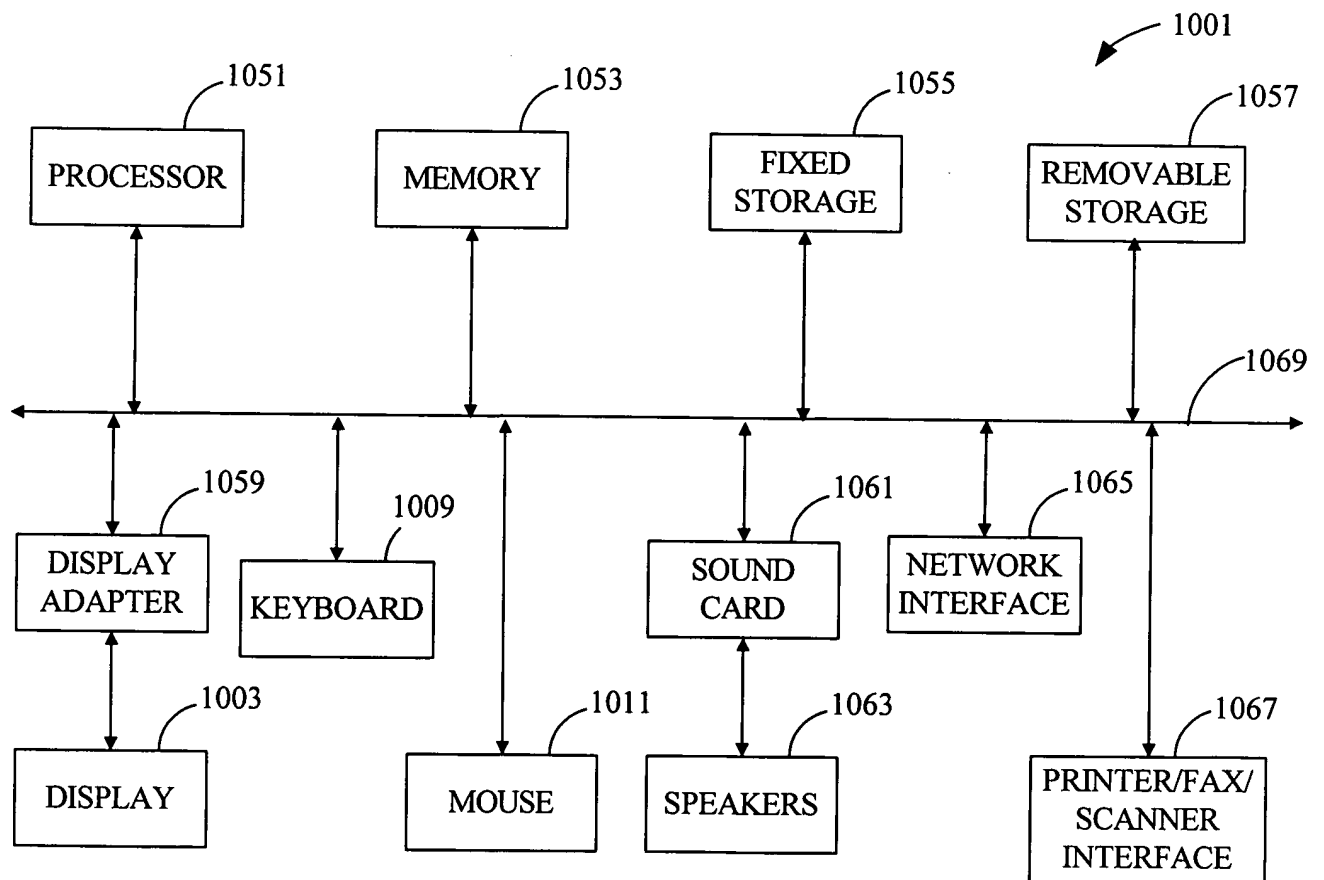 1001
1051
1053
1055
1057
PROCESSOR
MEMORY
FIXED
STORAGE
REMOVABLE
STORAGE
1069
1059
1009
1061
1065
DISPLAY
ADAPTER
KEYBOARD
SOUND
CARD
NETWORK
INTERFACE
1003
1011
1063
1067
DISPLAY
MOUSE
SPEAKERS
PRINTER/FAX/
SCANNER
INTERFACE